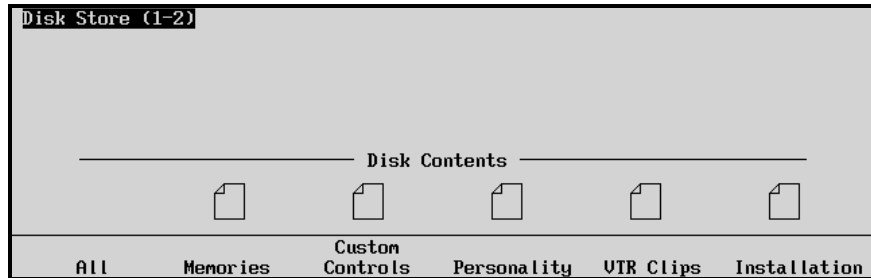 Disk Store (1-2)
Disk Contents
Custom
All Memories Controls Personality VTR Clips Installation